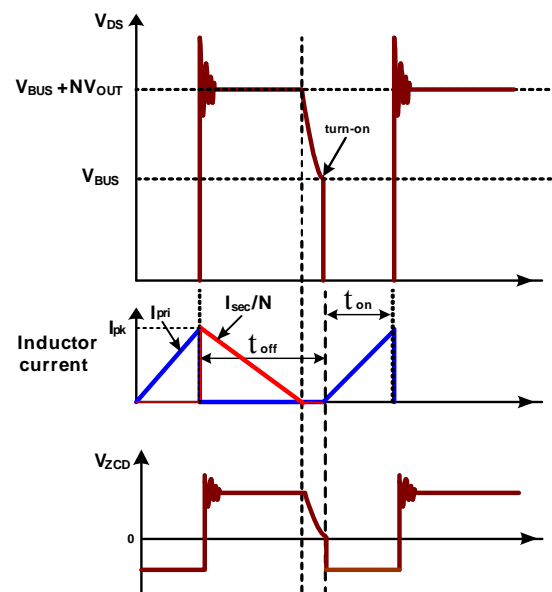 VDS
VBUS +NVOUT
turn-on
VBUS
Ipri
Isec/N
ton
Ipk
Inductor
current
toff
VZCD
0